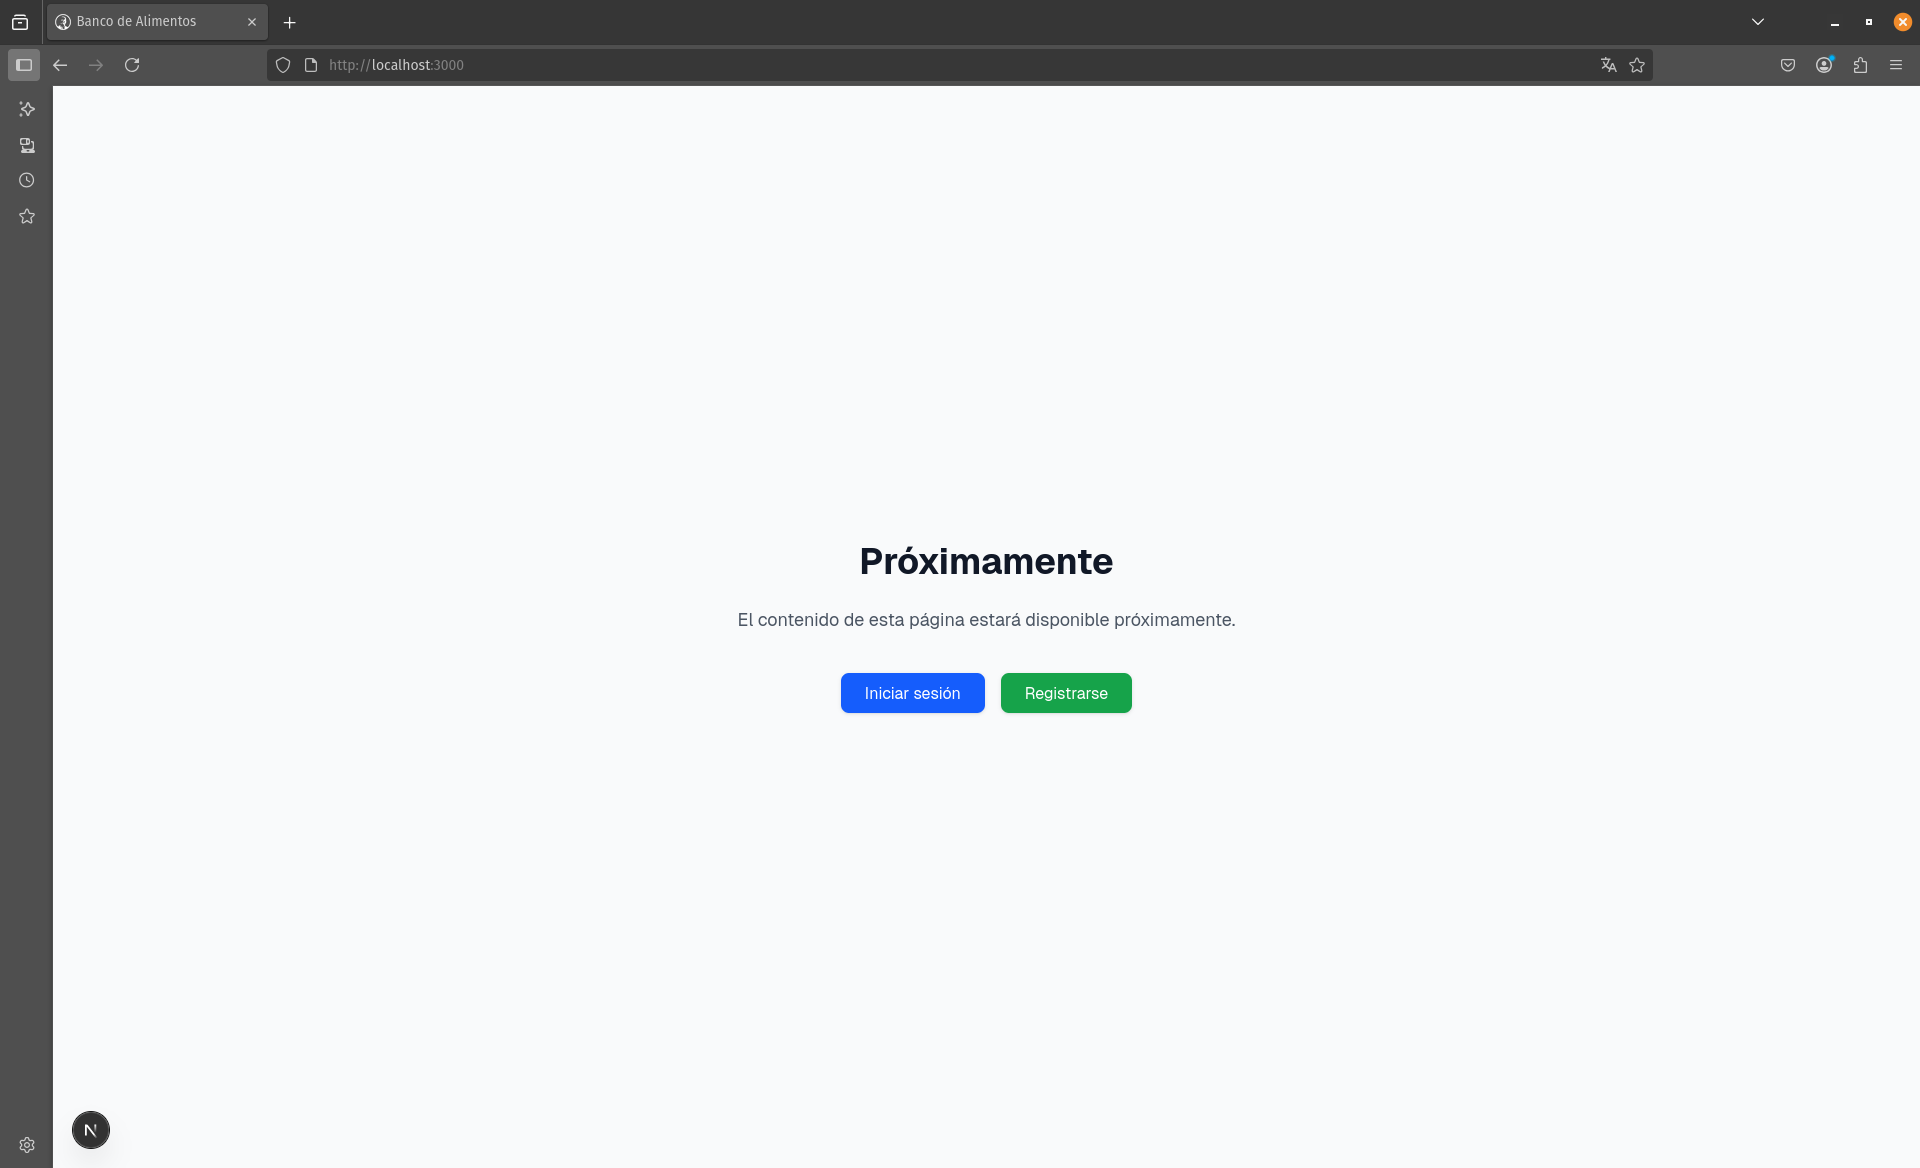 Banco de Alimentos
http://localhost:3000
Próximamente
El contenido de esta página estará disponible próximamente.
Iniciar sesión
Registrarse
N